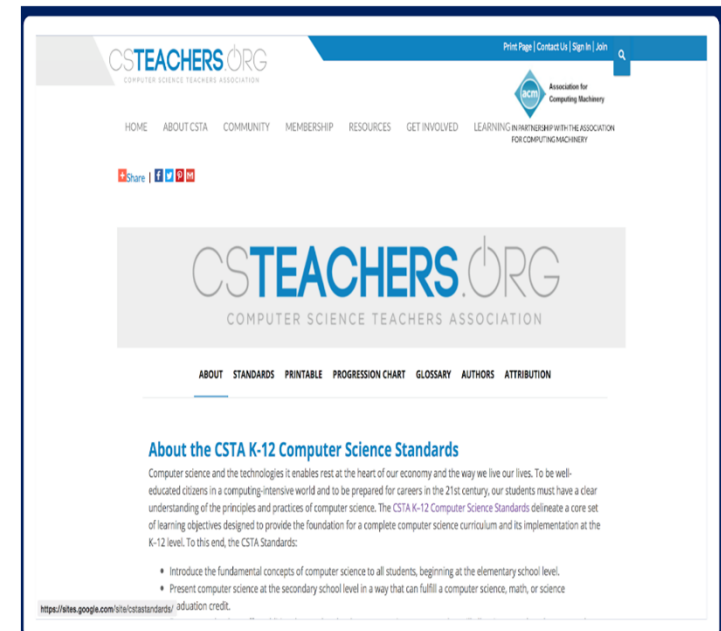 Print Page | Contact Us | Sign In | Join
CSTEACHERS.ORG
COMPUTER SCIENCE TEACHERS ASSOCIATION
acm
Association for
Computing Machinery
HOME ABOUT CSTA COMMUNITY MEMBERSHIP RESOURCES GET INVOLVED LEARNING
IN PARTNERSHIP WITH THE ASSOCIATION
FOR COMPUTING MACHINERY
Share |
CSTEACHERS.ORG
COMPUTER SCIENCE TEACHERS ASSOCIATION
ABOUT STANDARDS PRINTABLE PROGRESSION CHART GLOSSARY AUTHORS ATTRIBUTION
About the CSTA K-12 Computer Science Standards
Computer science and the technologies it enables rest at the heart of our economy and the way we live our lives. To be well-
educated citizens in a computing-intensive world and to be prepared for careers in the 21st century, our students must have a clear
understanding of the principles and practices of computer science. The CSTA K–12 Computer Science Standards delineate a core set
of learning objectives designed to provide the foundation for a complete computer science curriculum and its implementation at the
K–12 level. To this end, the CSTA Standards:
• Introduce the fundamental concepts of computer science to all students, beginning at the elementary school level.
• Present computer science at the secondary school level in a way that can fulfill a computer science, math, or science
aduation credit.
https://sites.google.com/site/cstastandards/